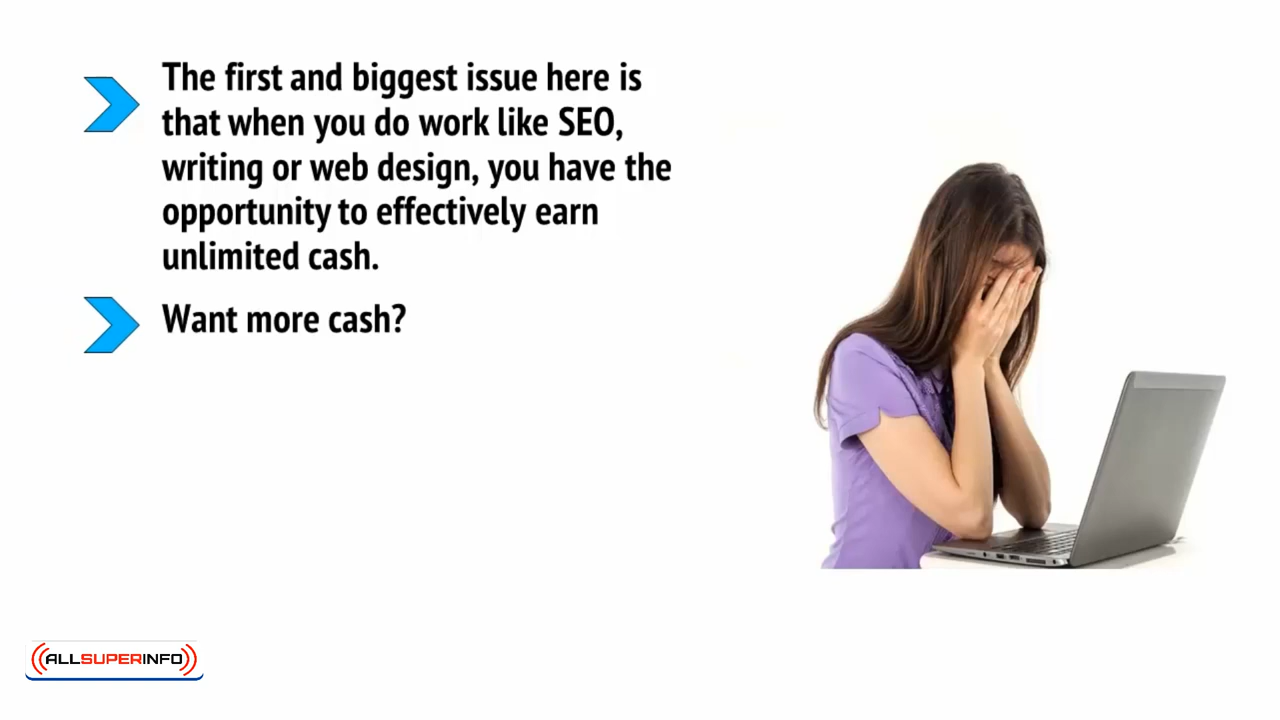 The first and biggest issue here is
that when you do work like SEO,
writing or web design, you have the
opportunity to effectively earn
unlimited cash.
Want more cash?
ALLSUPERINFO